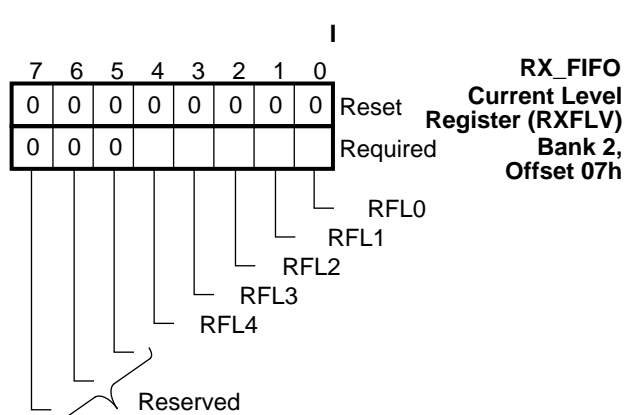 I
7 6 5 4 3 2 1 0
RX_FIFO
0 0 0 0 0 0 0 0 Reset
Current Level
Register (RXFLV)
0 0 0 Required
Bank 2,
Offset 07h
RFL0
RFL1
RFL2
RFL3
RFL4
Reserved